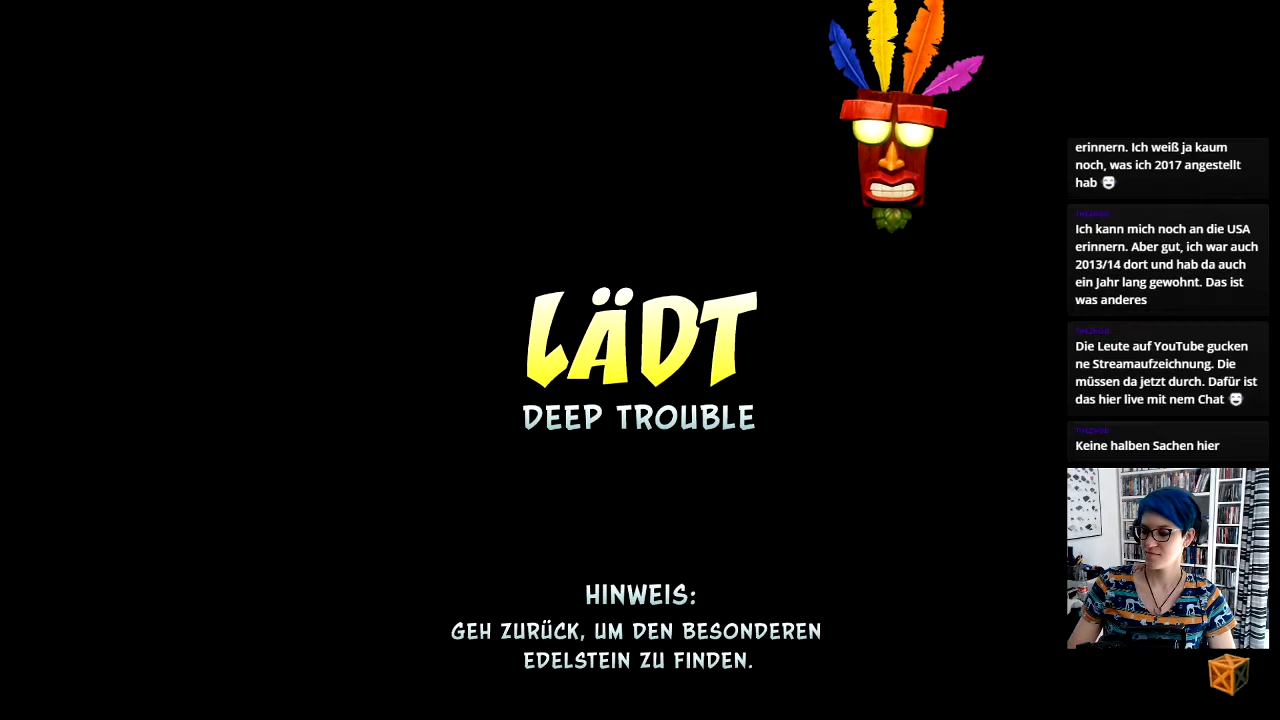 LÄDT
DEEP TROUBLE
HINWEIS:
GEH ZURÜCK, UM DEN BESONDEREN
EDELSTEIN ZU FINDEN.
erinnern. Ich weiß ja kaum
noch, was ich 2017 angestellt
hab
Ich kann mich noch an die USA
erinnern. Aber gut, ich war auch
2013/14 dort und hab da auch
ein Jahr lang gewohnt. Das ist
was anderes
Die Leute auf YouTube gucken
ne Streamaufzeichnung. Die
müssen da jetzt durch. Dafür ist
das hier live mit nem Chat
Keine halben Sachen hier